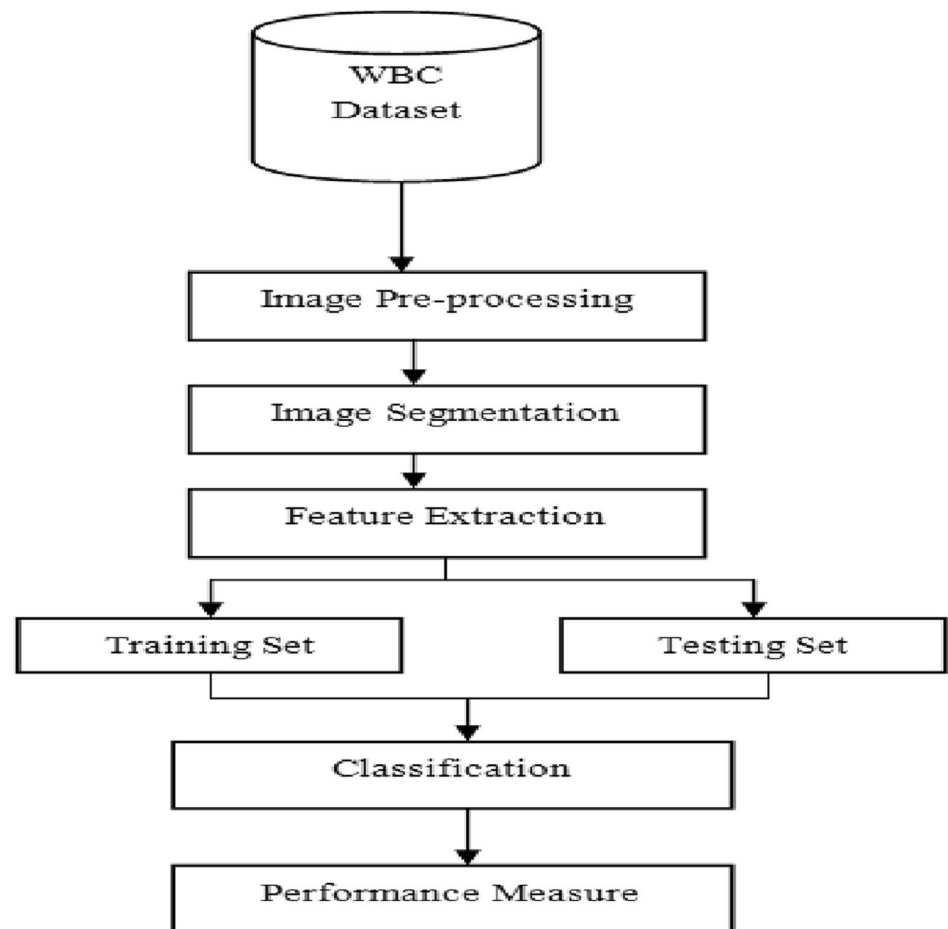 WBC
Dataset
Image Pre-processing
Image Segmentation
Feature Extraction
Training Set
Testing Set
Classification
Performance Measure